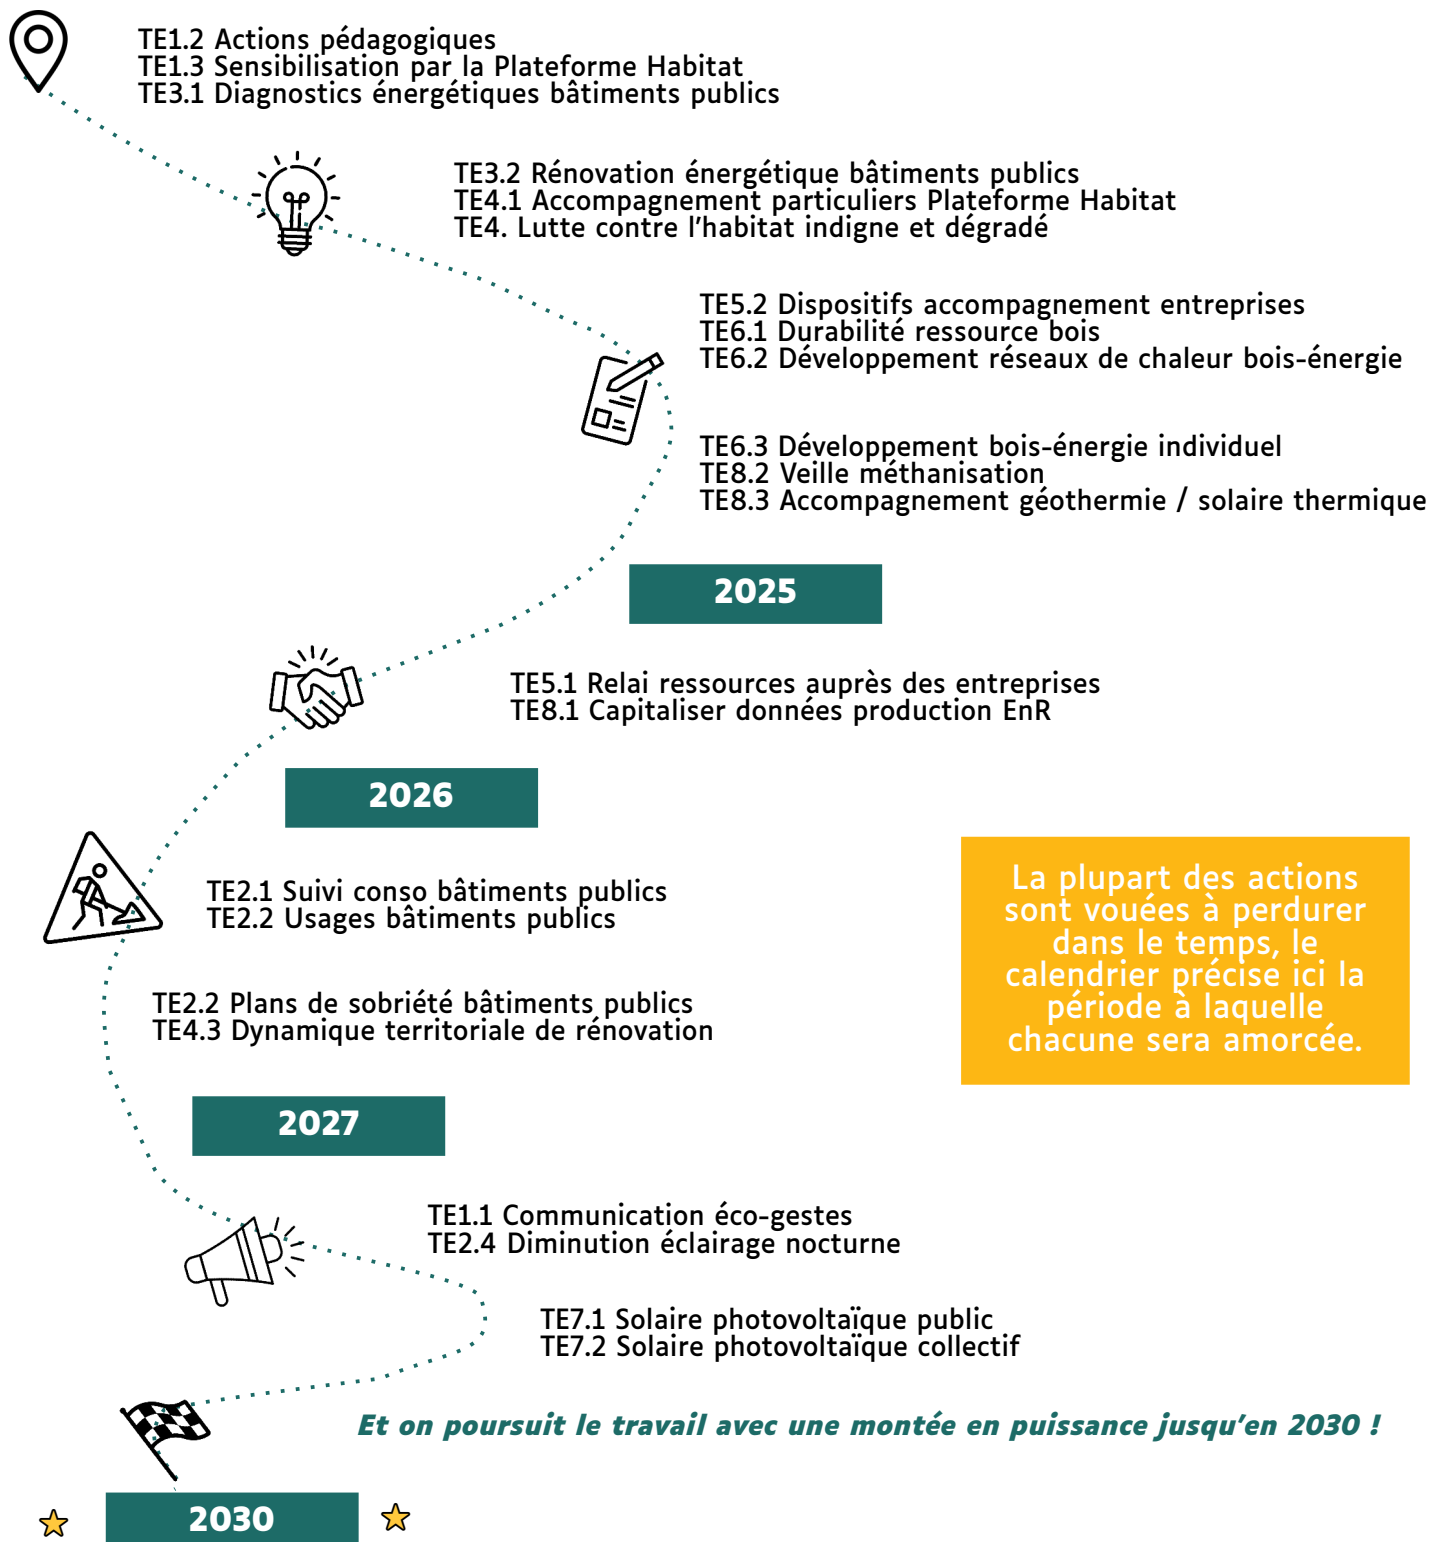 TE1.2 Actions pédagogiques
TE1.3 Sensibilisation par la Plateforme Habitat
TE3.1 Diagnostics énergétiques bâtiments publics
TE3.2 Rénovation énergétique bâtiments publics
TE4.1 Accompagnement particuliers Plateforme Habitat
TE4. Lutte contre l'habitat indigne et dégradé
TE5.2 Dispositifs accompagnement entreprises
TE6.1 Durabilité ressource bois
TE6.2 Développement réseaux de chaleur bois-énergie
TE6.3 Développement bois-énergie individuel
TE8.2 Veille méthanisation
TE8.3 Accompagnement géothermie / solaire thermique
2025
TE5.1 Relai ressources auprès des entreprises
TE8.1 Capitaliser données production EnR
2026
TE2.1 Suivi conso bâtiments publics
TE2.2 Usages bâtiments publics
La plupart des actions
sont vouées à perdurer
dans le temps, le
calendrier précise ici la
période à laquelle
chacune sera amorcée.
TE2.2 Plans de sobriété bâtiments publics
TE4.3 Dynamique territoriale de rénovation
2027
TE1.1 Communication éco-gestes
TE2.4 Diminution éclairage nocturne
TE7.1 Solaire photovoltaïque public
TE7.2 Solaire photovoltaïque collectif
Et on poursuit le travail avec une montée en puissance jusqu'en 2030 !
2030